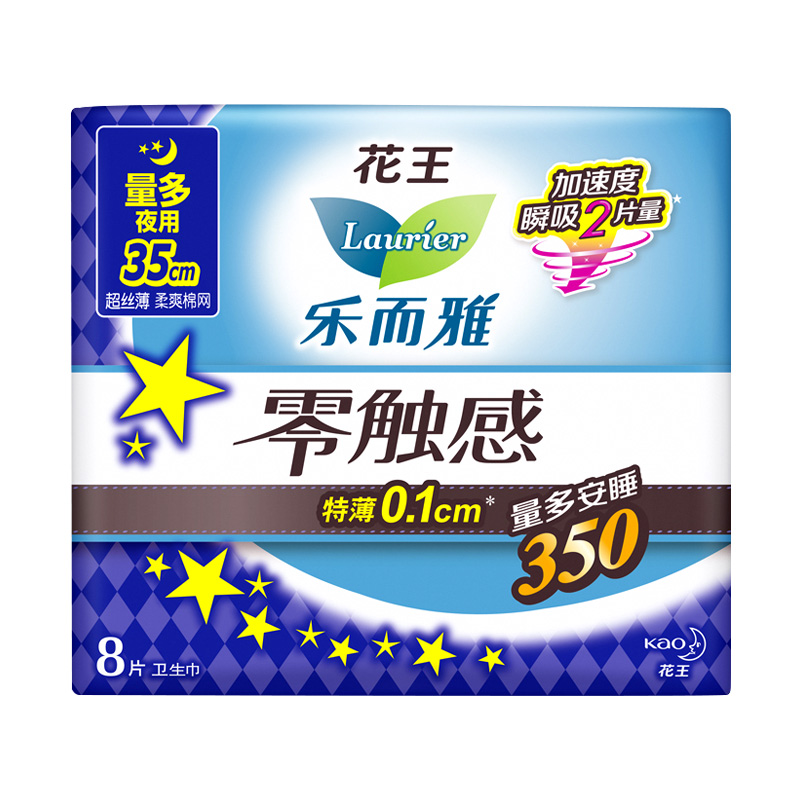 量多
夜用
35cm
超丝薄 柔爽棉网
花王
Laurier
乐而雅
加速度
瞬吸2片量*
零触感
特薄0.1cm*
量多安睡
350
8片 卫生巾
Kao
花王